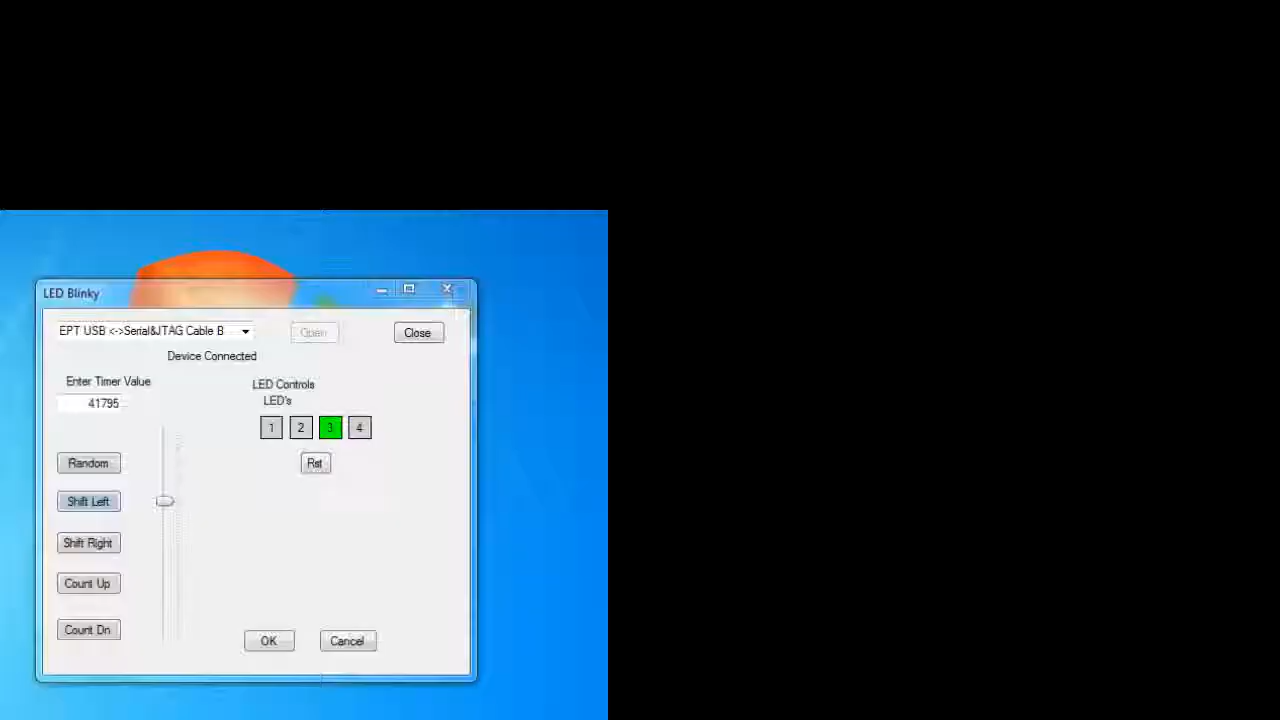 LED Blinky
EPT USB <->Serial&JTAG Cable B
Open
Close
Device Connected
Enter Timer Value
LED Controls
41795
LED's
1 2 3 4
Random
Rst
Shift Left
Shift Right
Count Up
Count Dn
OK
Cancel